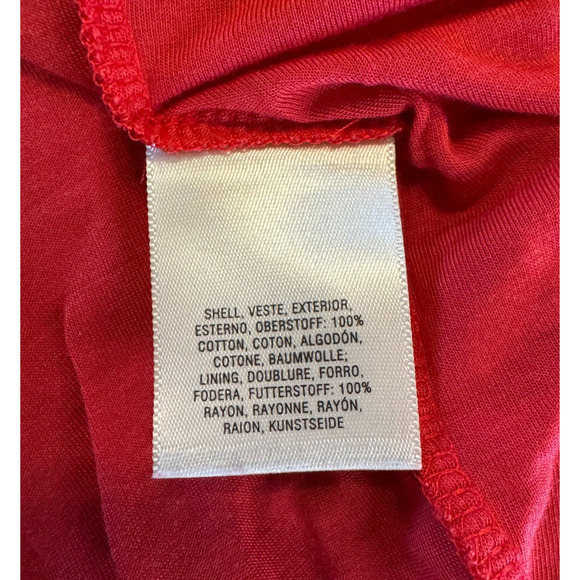 SHELL, VESTE, EXTERIOR,
ESTERNO, OBERSTOFF: 100%
COTTON, COTON, ALGODÓN,
COTONE, BAUMWOLLE;
LINING, DOUBLURE, FORRO,
FODERA, FUTTERSTOFF: 100%
RAYON, RAYONNE, RAYÓN,
RAION, KUNSTSEIDE